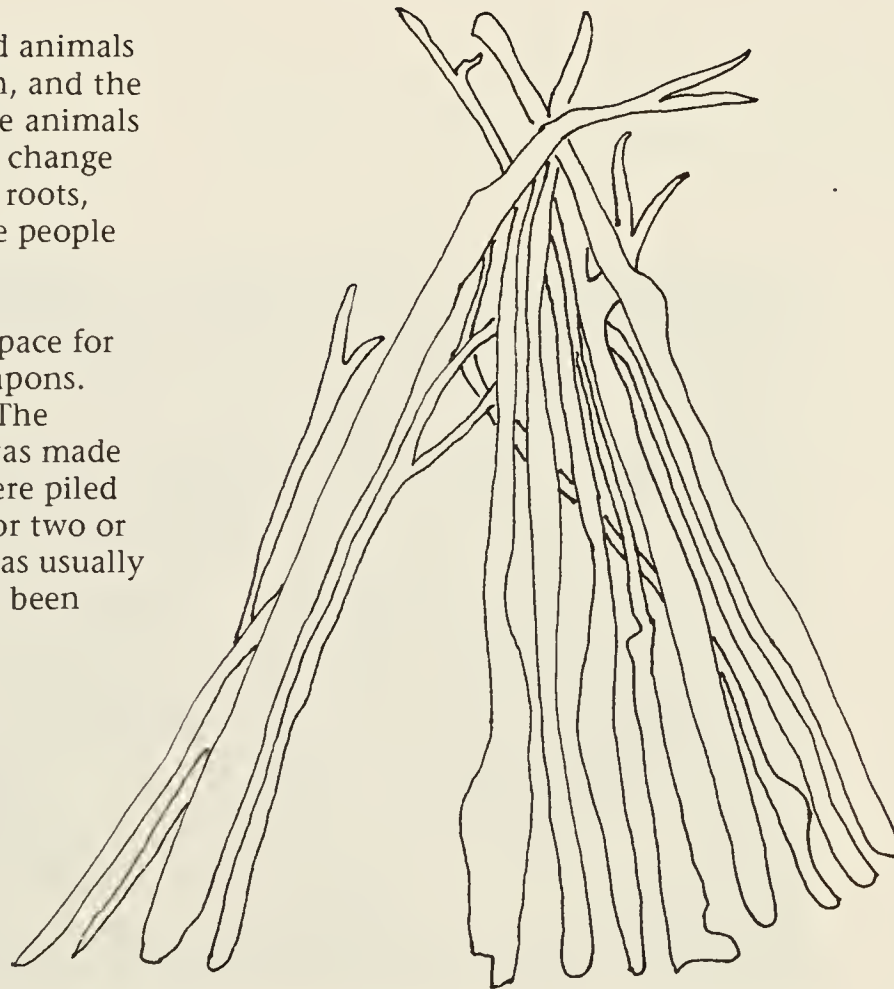 d animals
n, and the
e animals
change
roots,
e people
pace for
apons.
The
was made
ere piled
or two or
as usually
been